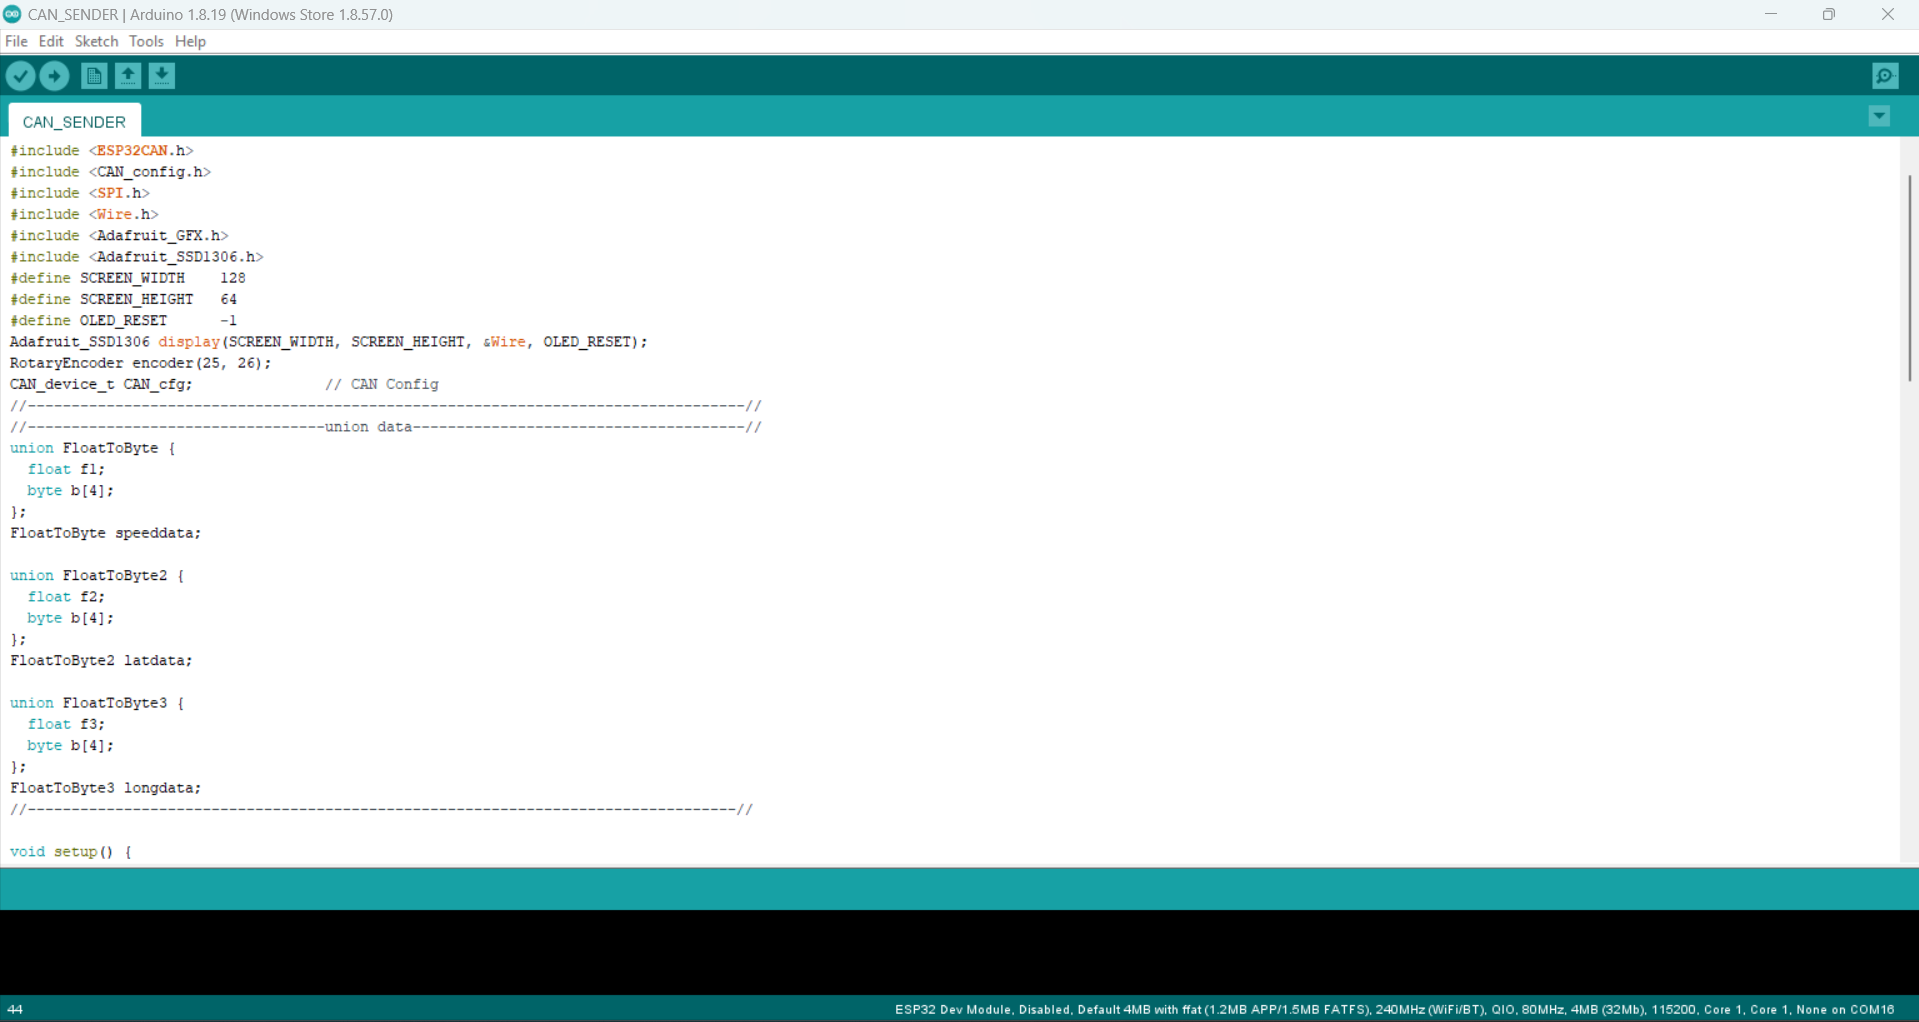 CAN_SENDER | Arduino 1.8.19 (Windows Store 1.8.57.0)
File Edit Sketch Tools Help
CAN_SENDER
#include <ESP32CAN.h>
#include <CAN_config.h>
#include <SPI.h>
#include <Wire.h>
#include <Adafruit_GFX.h>
#include <Adafruit_SSD1306.h>
#define SCREEN_WIDTH    128
#define SCREEN_HEIGHT   64
#define OLED_RESET      -1
Adafruit_SSD1306 display(SCREEN_WIDTH, SCREEN_HEIGHT, &Wire, OLED_RESET);
RotaryEncoder encoder(25, 26);
CAN_device_t CAN_cfg;               // CAN Config
//----------------------------------------------------------------------------------//
//----------------------------------union data--------------------------------------//
union FloatToByte {
  float f1;
  byte b[4];
};
FloatToByte speeddata;
union FloatToByte2 {
  float f2;
  byte b[4];
};
FloatToByte2 latdata;
union FloatToByte3 {
  float f3;
  byte b[4];
};
FloatToByte3 longdata;
//---------------------------------------------------------------------------------//
void setup() {
44
ESP32 Dev Module, Disabled, Default 4MB with ffat (1.2MB APP/1.5MB FATFS), 240MHz (WiFi/BT), QIO, 80MHz, 4MB (32Mb), 115200, Core 1, Core 1, None on COM16